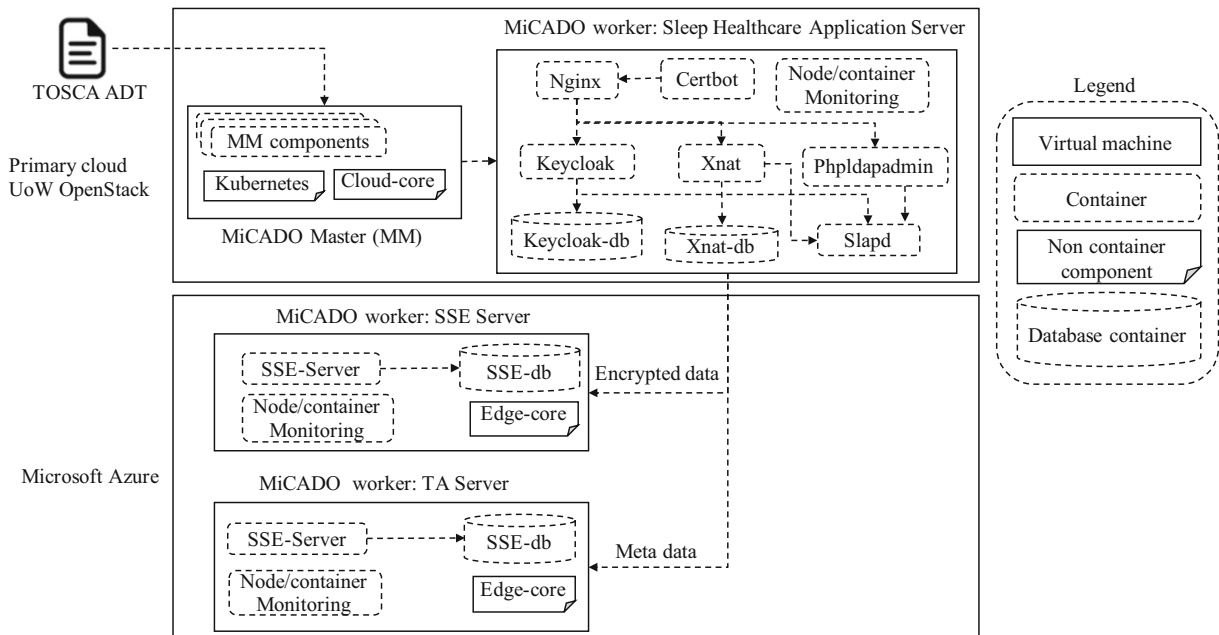 TOSCA ADT
Primary cloud
UoW OpenStack
MM components
Kubernetes
Cloud-core
MiCADO Master (MM)
MiCADO worker: Sleep Healthcare Application Server
Nginx
Certbot
Node/container
Monitoring
Keycloak
Xnat
Phpldapadmin
Keycloak-db
Xnat-db
Slapd
Legend
Virtual machine
Container
Non container
component
Database container
Microsoft Azure
MiCADO worker: SSE Server
SSE-Server
SSE-db
Node/container
Monitoring
Edge-core
Encrypted data
MiCADO worker: TA Server
SSE-Server
SSE-db
Node/container
Monitoring
Edge-core
Meta data